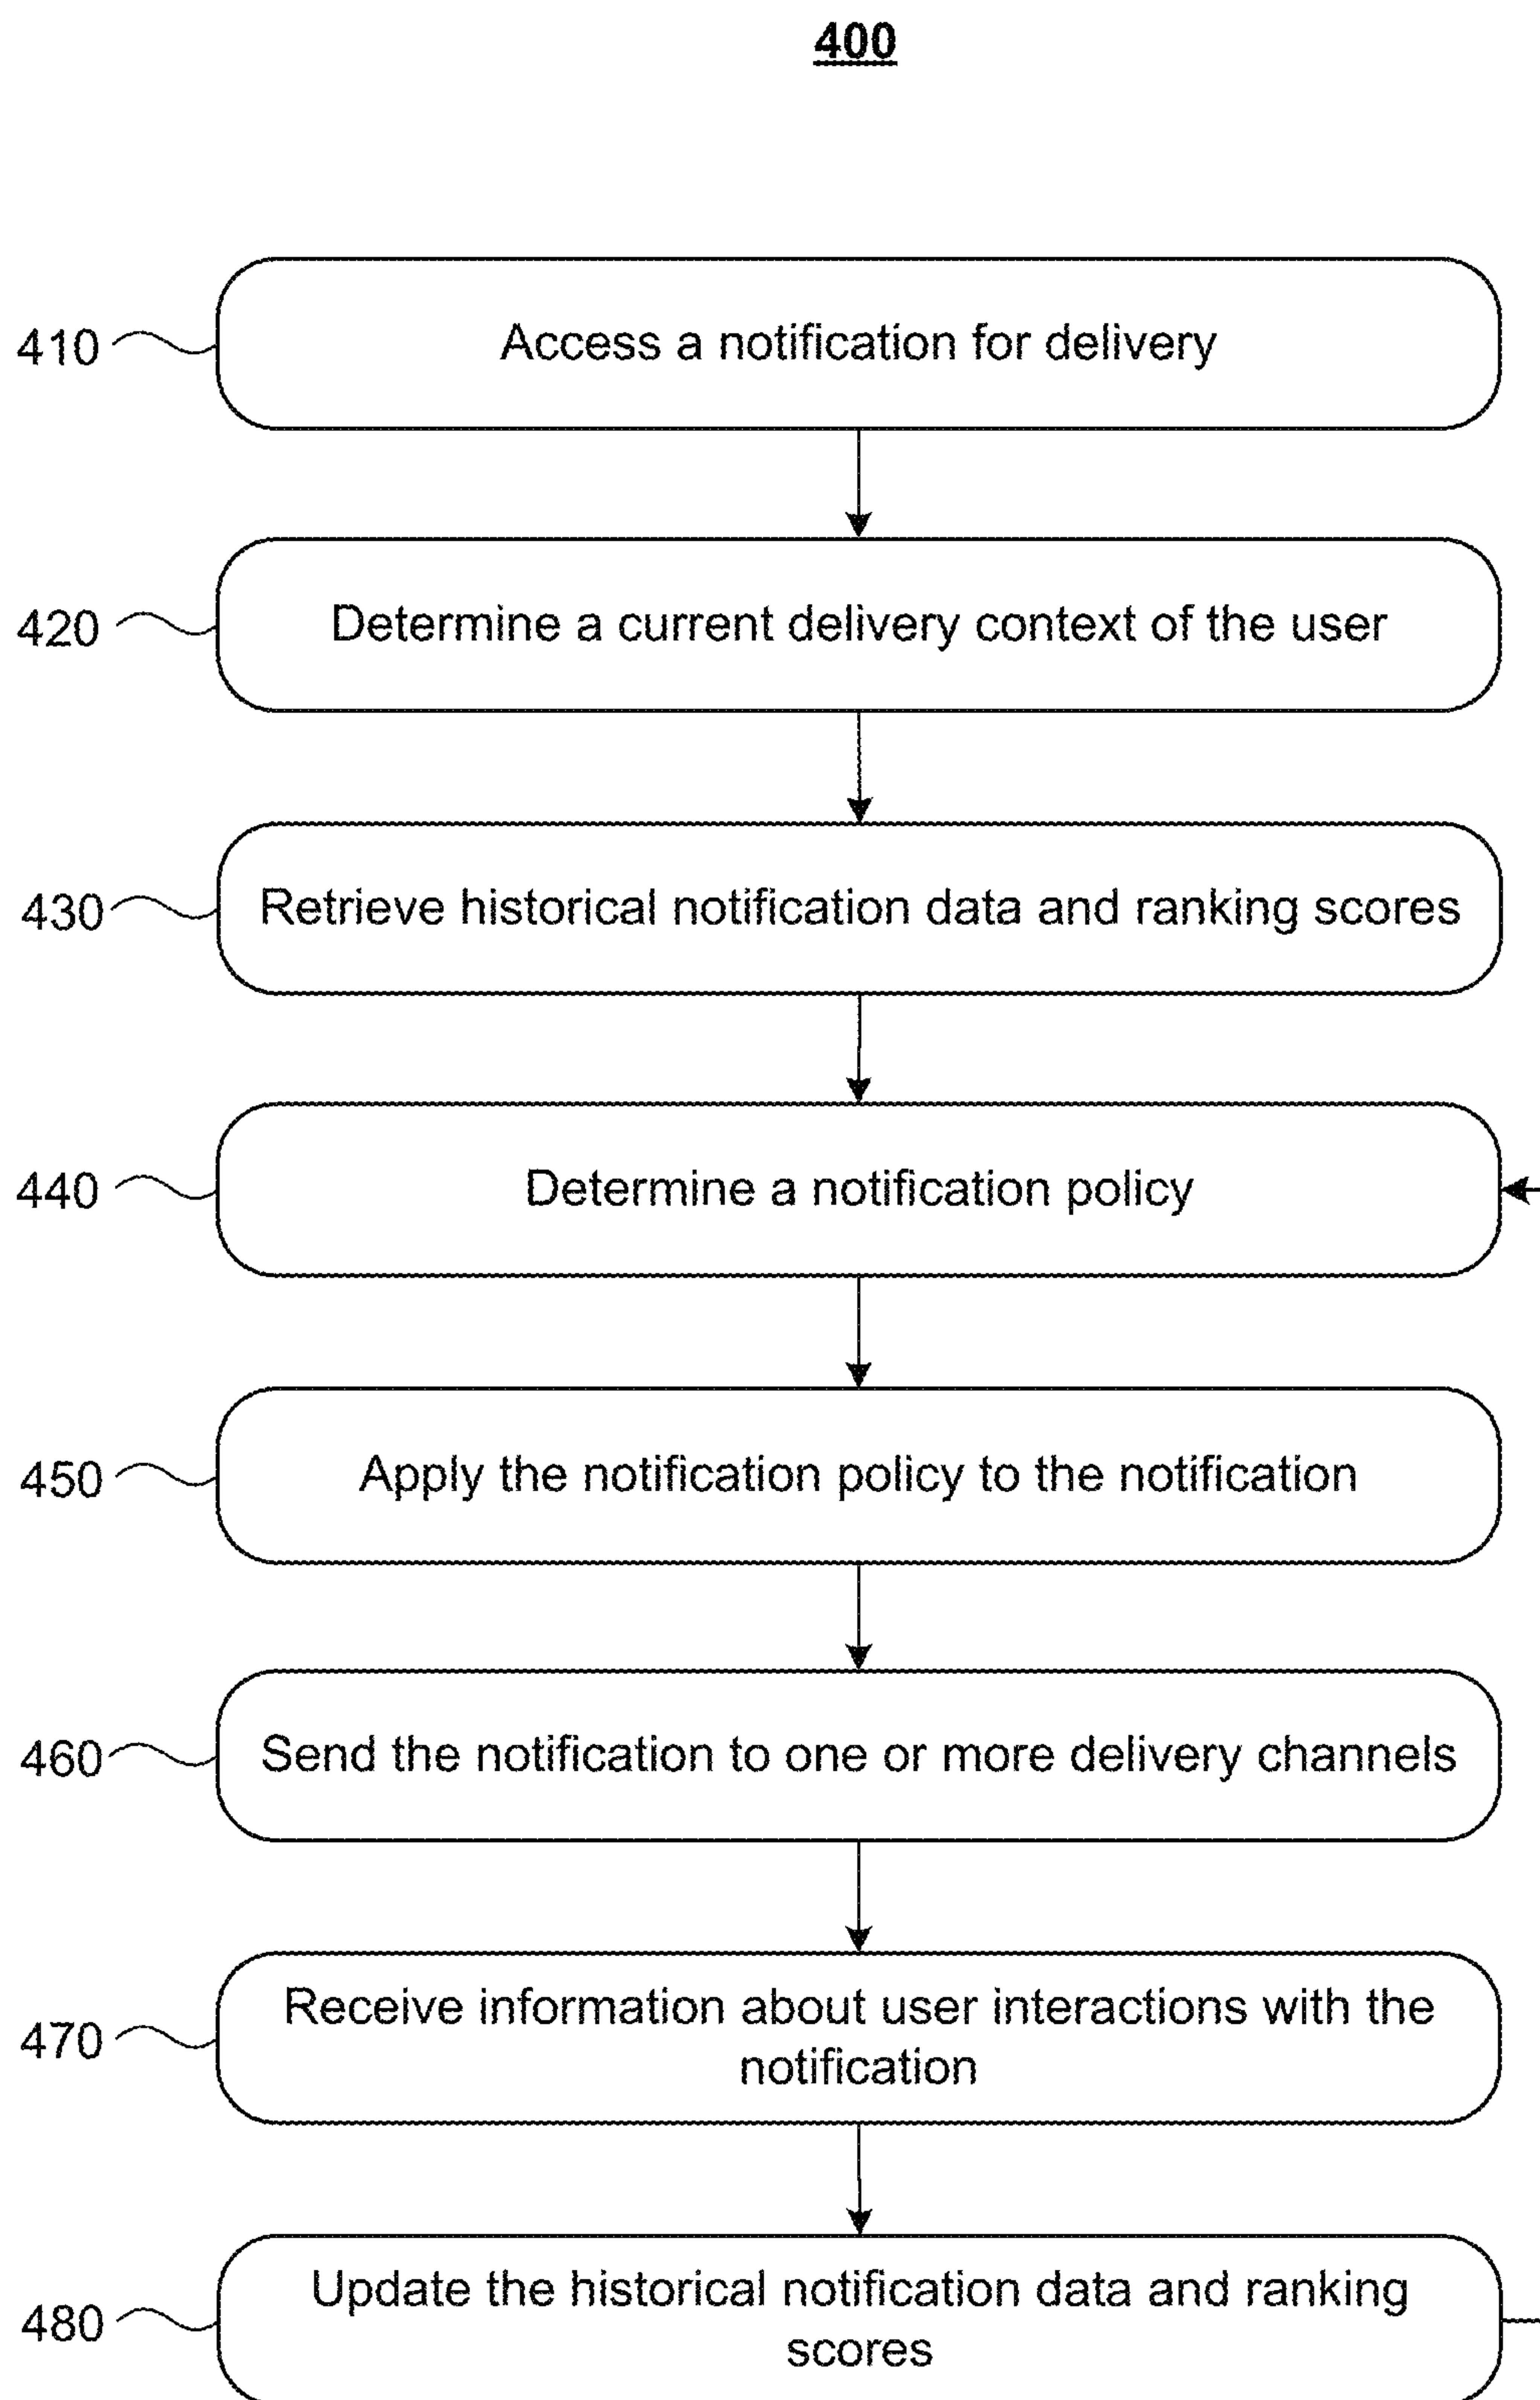 400
410 Access a notification for delivery
420 Determine a current delivery context of the user
430 Retrieve historical notification data and ranking scores
440 Determine a notification policy
450 Apply the notification policy to the notification
460 Send the notification to one or more delivery channels
470 Receive information about user interactions with the
notification
480 Update the historical notification data and ranking
scores